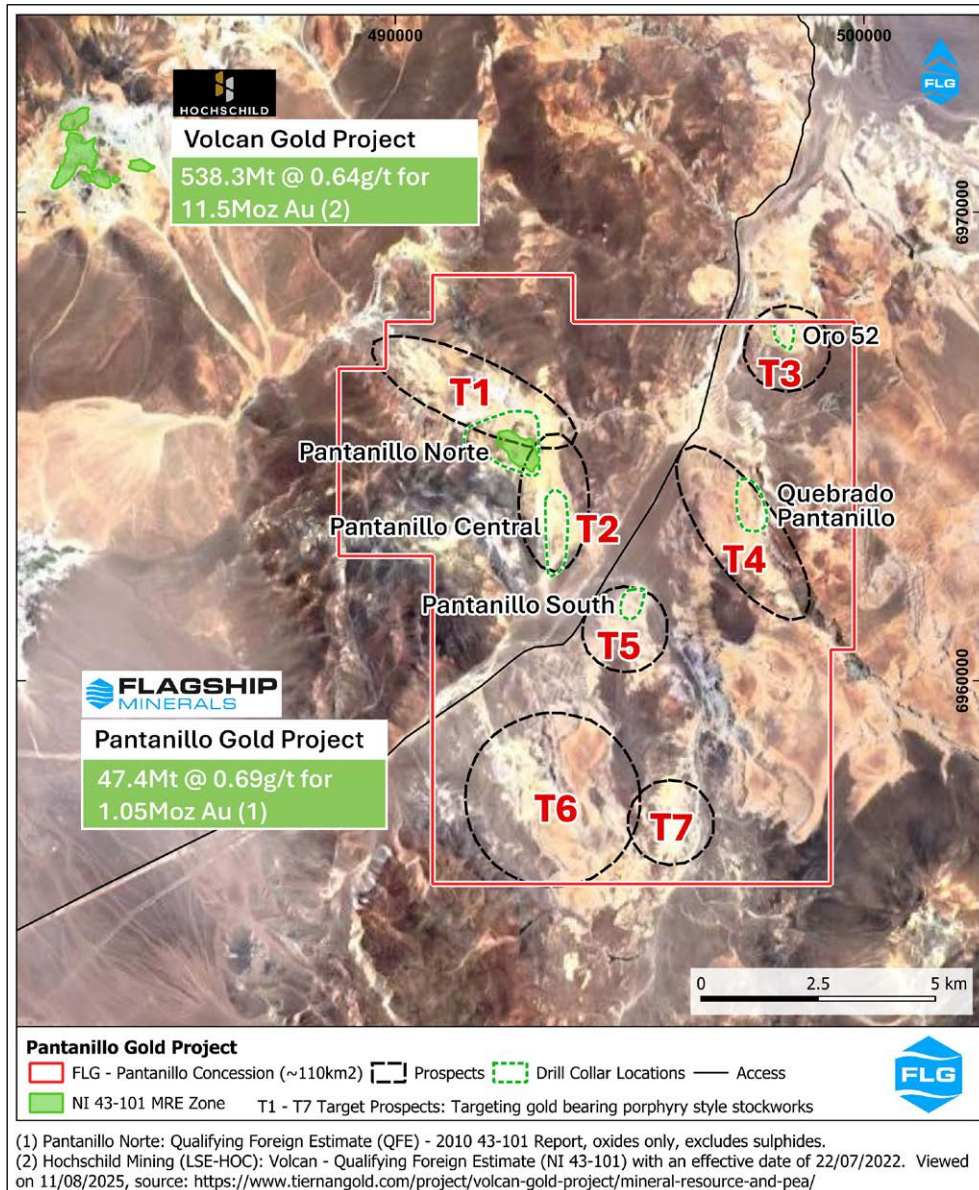 490000
500000
FLG
HOCHSCHILD
Volcan Gold Project
538.3Mt @ 0.64g/t for
11.5Moz Au (2)
6970000
Oro 52
T3
T1
Pantanillo Norte
Quebrado
Pantanillo
Pantanillo Central
T2
T4
Pantanillo South
T5
6960000
FLAGSHIP
MINERALS
Pantanillo Gold Project
47.4Mt @ 0.69g/t for
1.05Moz Au (1)
T6
T7
0 2.5 5 km
Pantanillo Gold Project
FLG - Pantanillo Concession (~110km2) Prospects Drill Collar Locations Access
NI 43-101 MRE Zone T1 - T7 Target Prospects: Targeting gold bearing porphyry style stockworks
FLG
(1) Pantanillo Norte: Qualifying Foreign Estimate (QFE) - 2010 43-101 Report, oxides only, excludes sulphides.
(2) Hochschild Mining (LSE-HOC): Volcan - Qualifying Foreign Estimate (NI 43-101) with an effective date of 22/07/2022. Viewed
on 11/08/2025, source: https://www.tiernangold.com/project/volcan-gold-project/mineral-resource-and-pea/